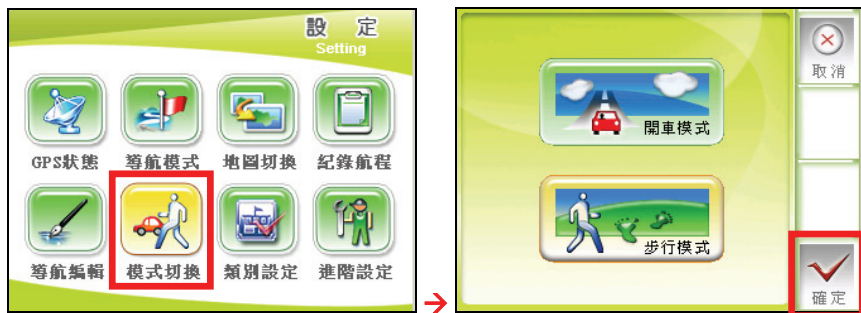 設 定
Setting
GPS狀態 導航模式 地圖切換 紀錄航程
導航編輯 模式切換 類別設定 進階設定
→
取消
開車模式
步行模式
確定